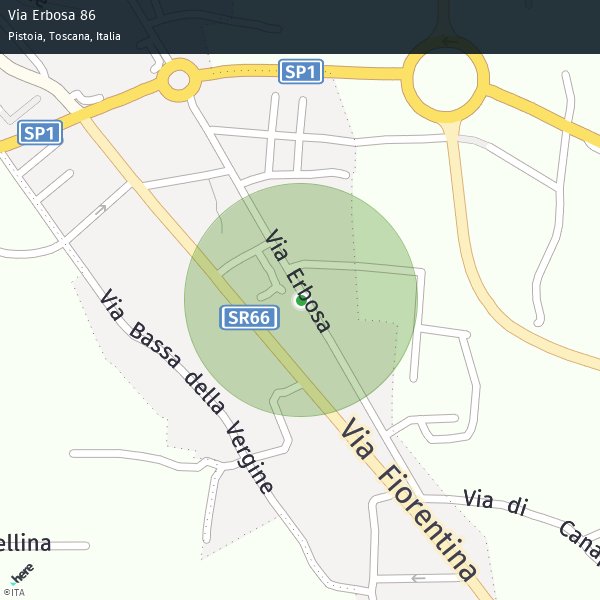 Via Erbosa 86
Pistoia, Toscana, Italia
SP1
SP1
Via Erbosa
SR66
Via Bassa della Vergine
Via Fiorentina
Via di Canap
ellina
here
©ITA